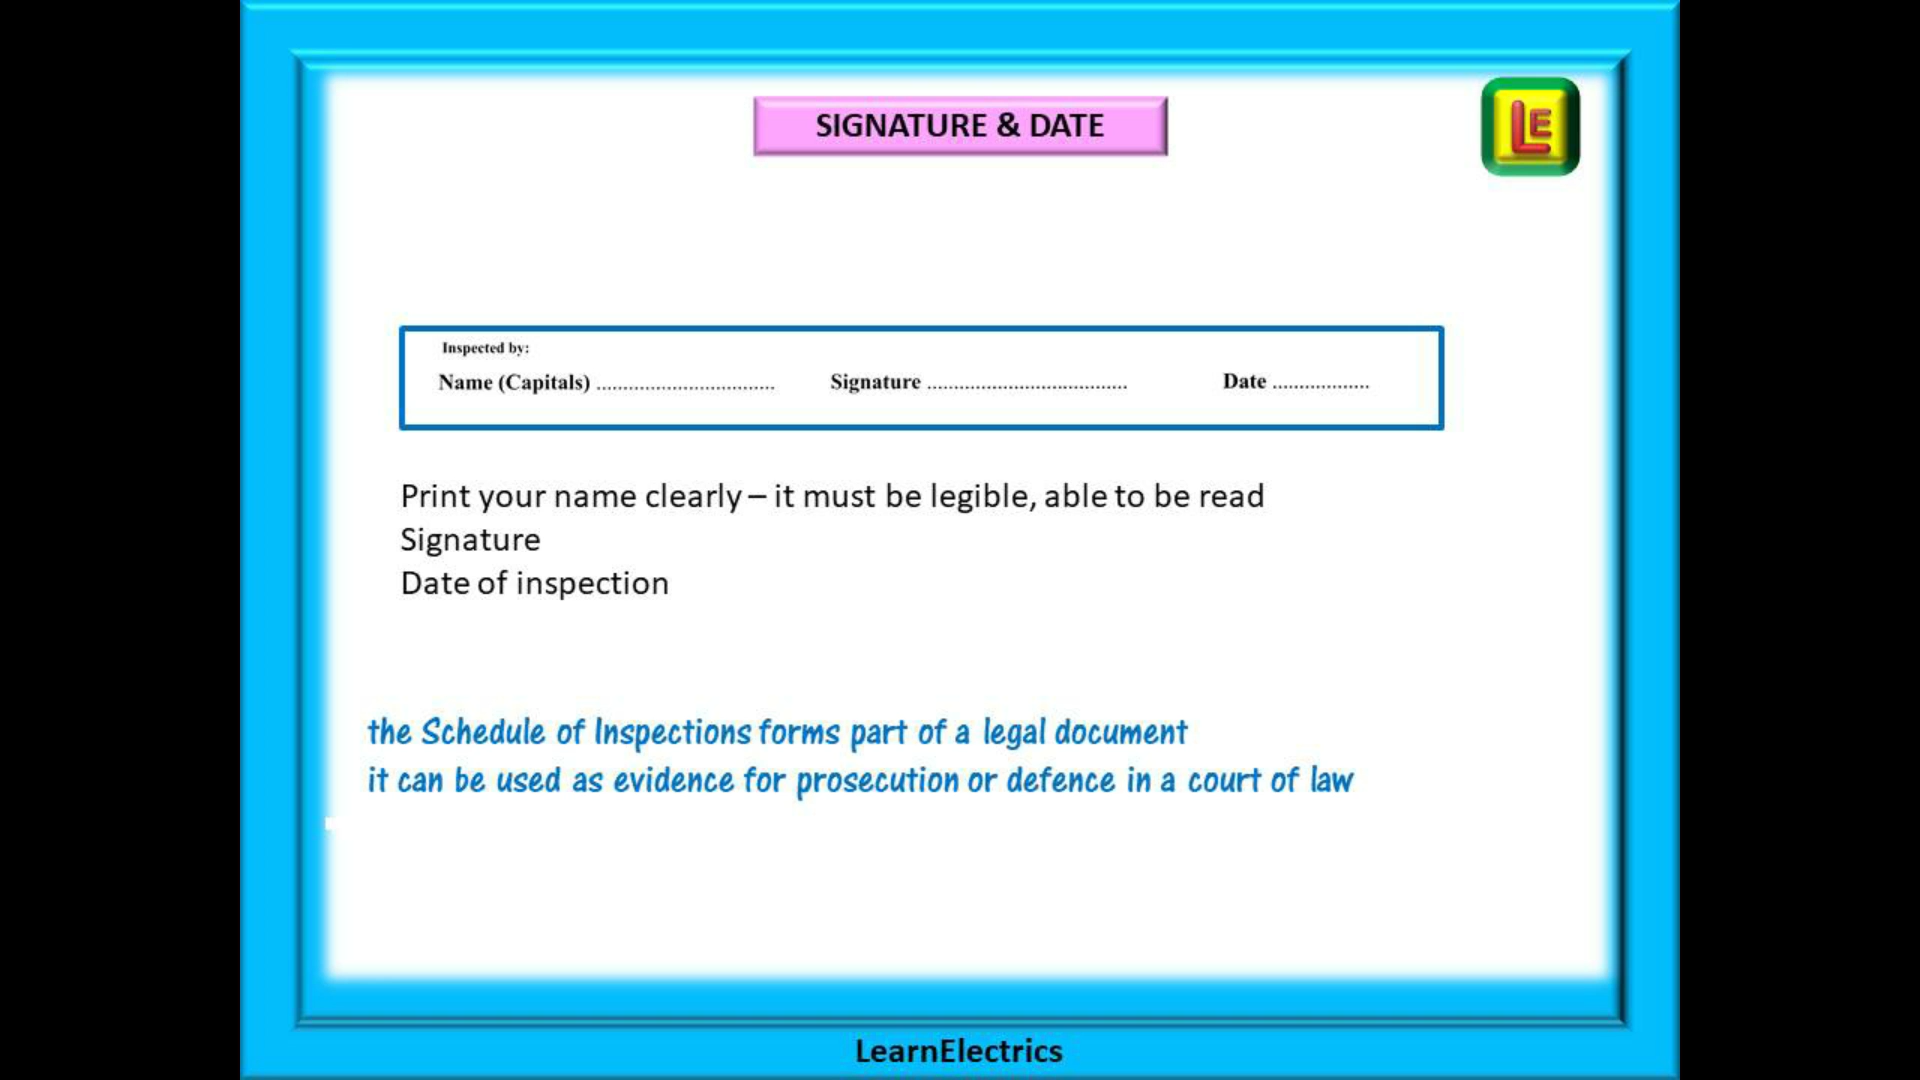 SIGNATURE & DATE
LE
Inspected by:
Name (Capitals) .................................. Signature ...................................... Date ..................
Print your name clearly – it must be legible, able to be read
Signature
Date of inspection
the Schedule of Inspections forms part of a legal document
it can be used as evidence for prosecution or defence in a court of law
LearnElectrics